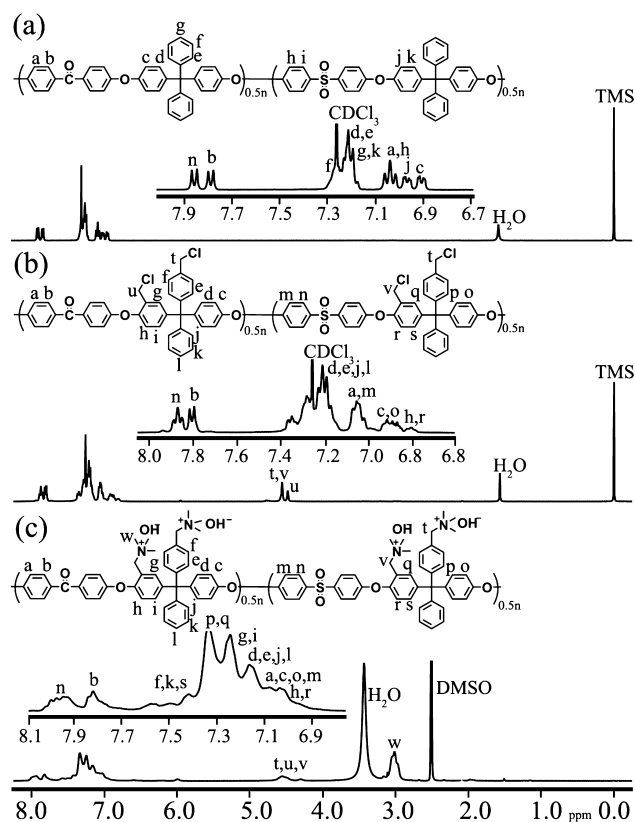 (a)
g
f
e
a b
c d
h i
j k
O
C
O
O
O
S
O
O
O
0.5n
0.5n
TMS
CDCl3
d,e
g,k
f
n
b
a,h
j
c
7.9 7.7 7.5 7.3 7.1 6.9 6.7
H2O
(b)
Cl
t
Cl
f
e
u
g
a b
d c
h i
j
k
l
O
C
O
O
0.5n
Cl
t
Cl
v
q
m n
p o
r s
O
S
O
O
O
0.5n
CDCl3
d,e,j,l
n
b
a,m
c,o
h,r
8.0 7.8 7.6 7.4 7.2 7.0 6.8 6.8
TMS
H2O
t,v
u
(c)
N+ OH−
OH−
w
N+
f
e
g
a b
d c
h i
j
k
l
O
C
O
O
0.5n
N+ OH−
OH
N+
t
v
q
m n
p o
r s
O
S
O
O
O
0.5n
p,q
g,i
d,e,j,l
a,c,o,m
h,r
f,k,s
n
b
8.1 7.9 7.7 7.5 7.3 7.1 6.9
H2O
DMSO
w
t,u,v
8.0 7.0 6.0 5.0 4.0 3.0 2.0 1.0 ppm 0.0